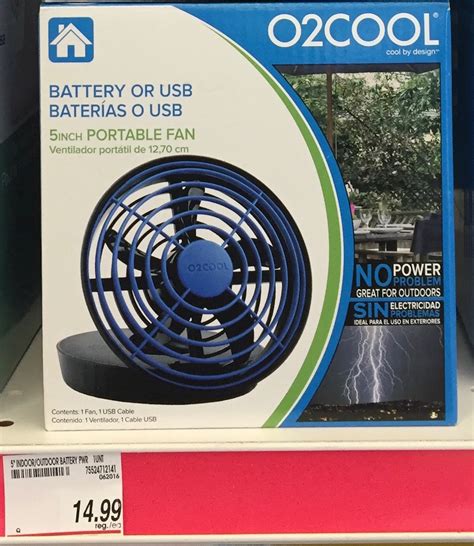 O2COOL®
cool by design™
BATTERY OR USB
BATERÍAS O USB
5INCH PORTABLE FAN
Ventilador portátil de 12,70 cm
O2COOL
NO POWER PROBLEM
GREAT FOR OUTDOORS
SIN ELECTRICIDAD PROBLEMAS
IDEAL PARA EL USO EN EXTERIORES
Contents: 1 Fan, 1 USB Cable
Contenido: 1 Ventilador, 1 Cable USB
5" INDOOR/OUTDOOR BATTERY PWR 1UNT
75524712141
062016
14.99
reg./ea